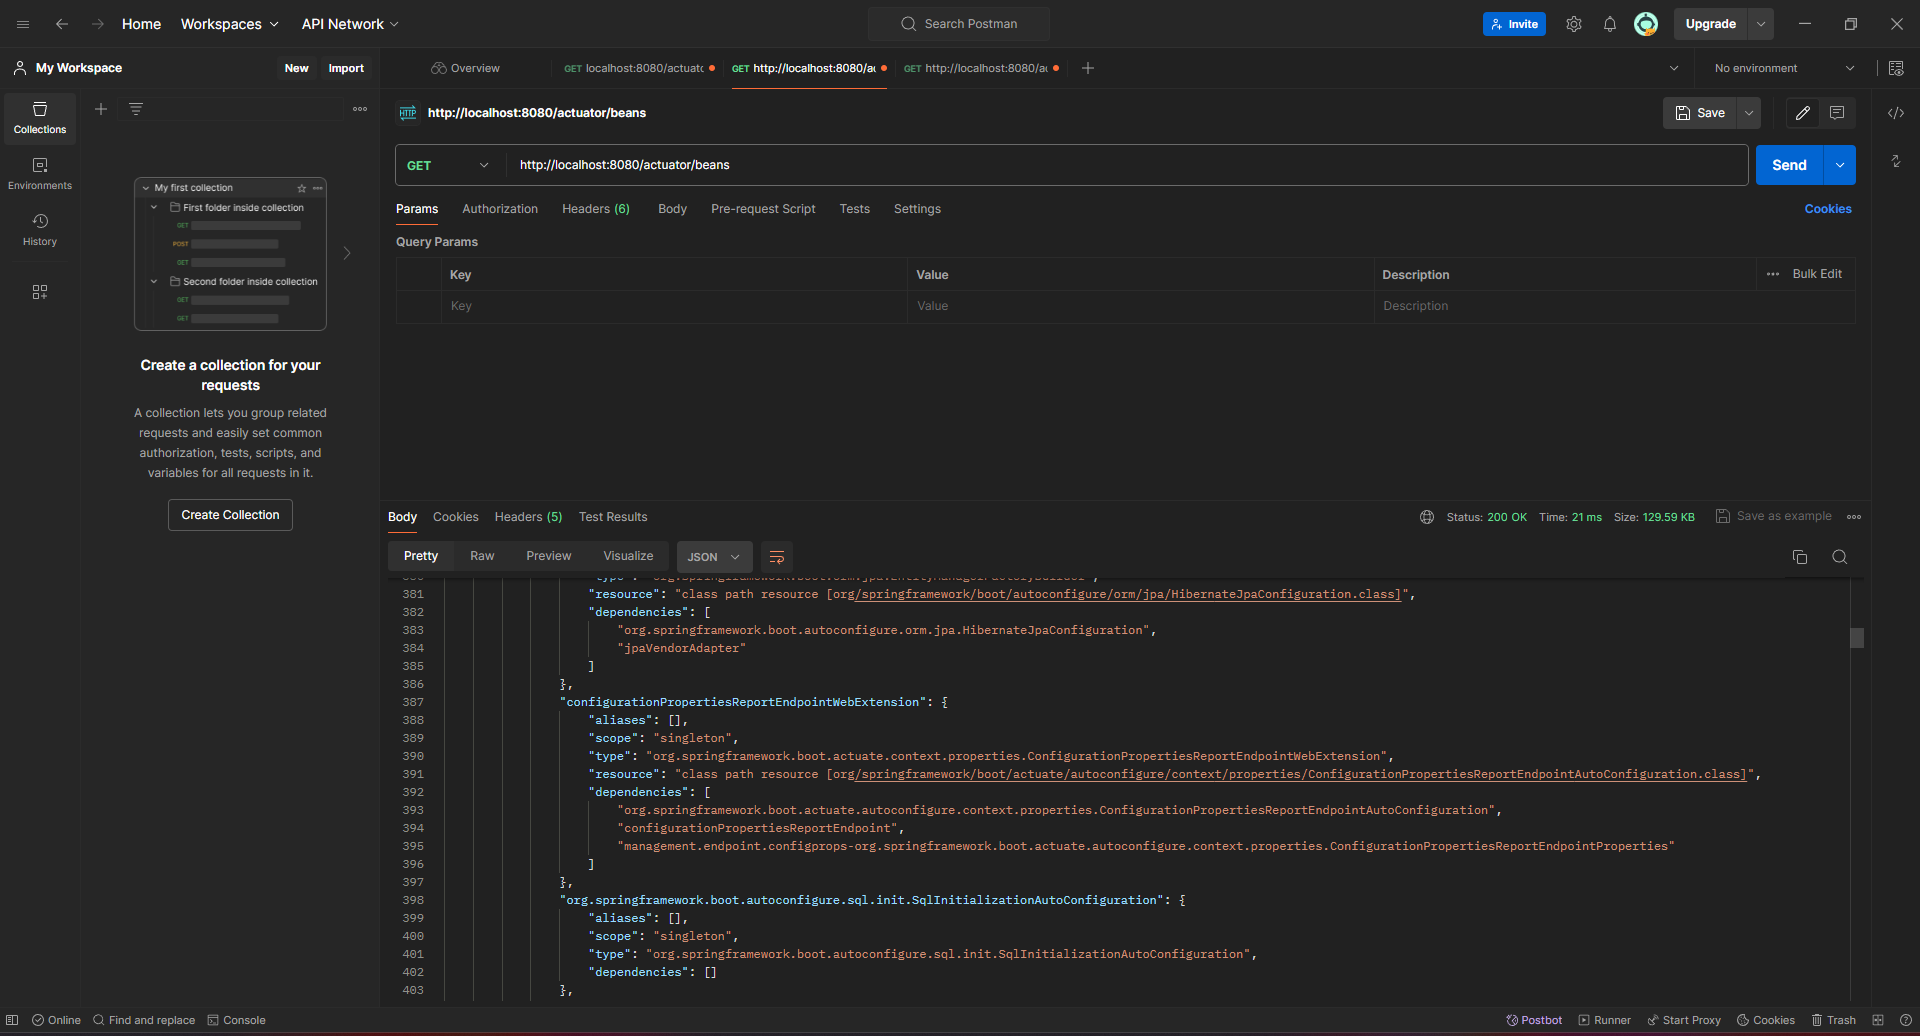 Home Workspaces API Network Search Postman Invite Upgrade
My Workspace New Import Overview GET localhost:8080/actuatc GET http://localhost:8080/ac GET http://localhost:8080/ac No environment
Collections
Environments
History
My first collection
First folder inside collection
GET
POST
GET
Second folder inside collection
GET
GET
Create a collection for your
requests
A collection lets you group related
requests and easily set common
authorization, tests, scripts, and
variables for all requests in it.
Create Collection
HTTP http://localhost:8080/actuator/beans Save
GET http://localhost:8080/actuator/beans Send
Params Authorization Headers (6) Body Pre-request Script Tests Settings Cookies
Query Params
Key Value Description Bulk Edit
Key Value Description
Body Cookies Headers (5) Test Results Status: 200 OK Time: 21 ms Size: 129.59 KB Save as example
Pretty Raw Preview Visualize JSON
380 "type": "org.springframework.boot.orm.jpa.EntityManagerFactoryBuilder",
381 "resource": "class path resource [org/springframework/boot/autoconfigure/orm/jpa/HibernateJpaConfiguration.class]",
382 "dependencies": [
383 "org.springframework.boot.autoconfigure.orm.jpa.HibernateJpaConfiguration",
384 "jpaVendorAdapter"
385 ]
386 },
387 "configurationPropertiesReportEndpointWebExtension": {
388 "aliases": [],
389 "scope": "singleton",
390 "type": "org.springframework.boot.actuate.context.properties.ConfigurationPropertiesReportEndpointWebExtension",
391 "resource": "class path resource [org/springframework/boot/actuate/autoconfigure/context/properties/ConfigurationPropertiesReportEndpointAutoConfiguration.class]",
392 "dependencies": [
393 "org.springframework.boot.actuate.autoconfigure.context.properties.ConfigurationPropertiesReportEndpointAutoConfiguration",
394 "configurationPropertiesReportEndpoint",
395 "management.endpoint.configprops-org.springframework.boot.actuate.autoconfigure.context.properties.ConfigurationPropertiesReportEndpointProperties"
396 ]
397 },
398 "org.springframework.boot.autoconfigure.sql.init.SqlInitializationAutoConfiguration": {
399 "aliases": [],
400 "scope": "singleton",
401 "type": "org.springframework.boot.autoconfigure.sql.init.SqlInitializationAutoConfiguration",
402 "dependencies": []
403 },
Online Find and replace Console Postbot Runner Start Proxy Cookies Trash